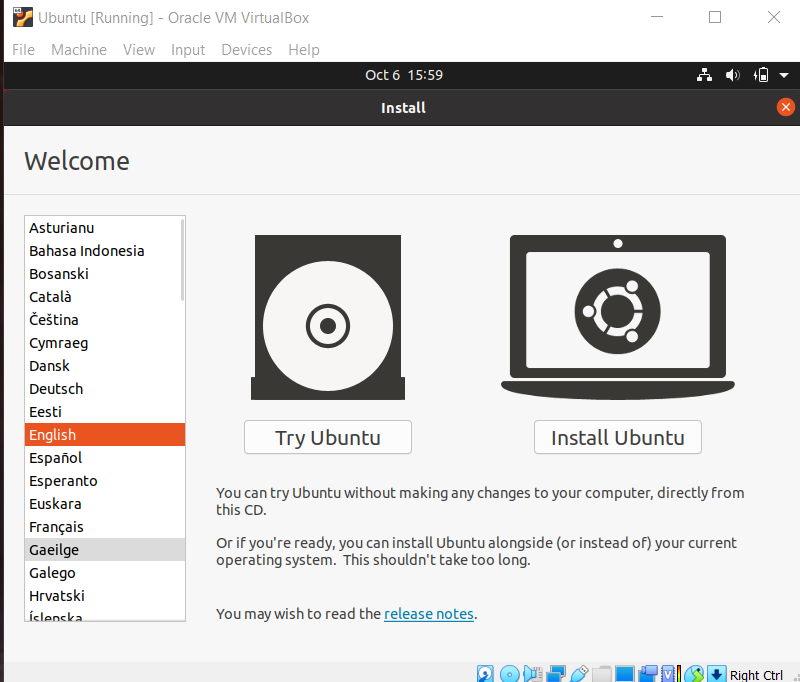 Ubuntu [Running] - Oracle VM VirtualBox
File Machine View Input Devices Help
Oct 6 15:59
Install
Welcome
Asturianu
Bahasa Indonesia
Bosanski
Català
Čeština
Cymraeg
Dansk
Deutsch
Eesti
English
Español
Esperanto
Euskara
Français
Gaeilge
Galego
Hrvatski
Íslenska
Try Ubuntu
Install Ubuntu
You can try Ubuntu without making any changes to your computer, directly from
this CD.
Or if you're ready, you can install Ubuntu alongside (or instead of) your current
operating system. This shouldn't take too long.
You may wish to read the release notes.
Right Ctrl